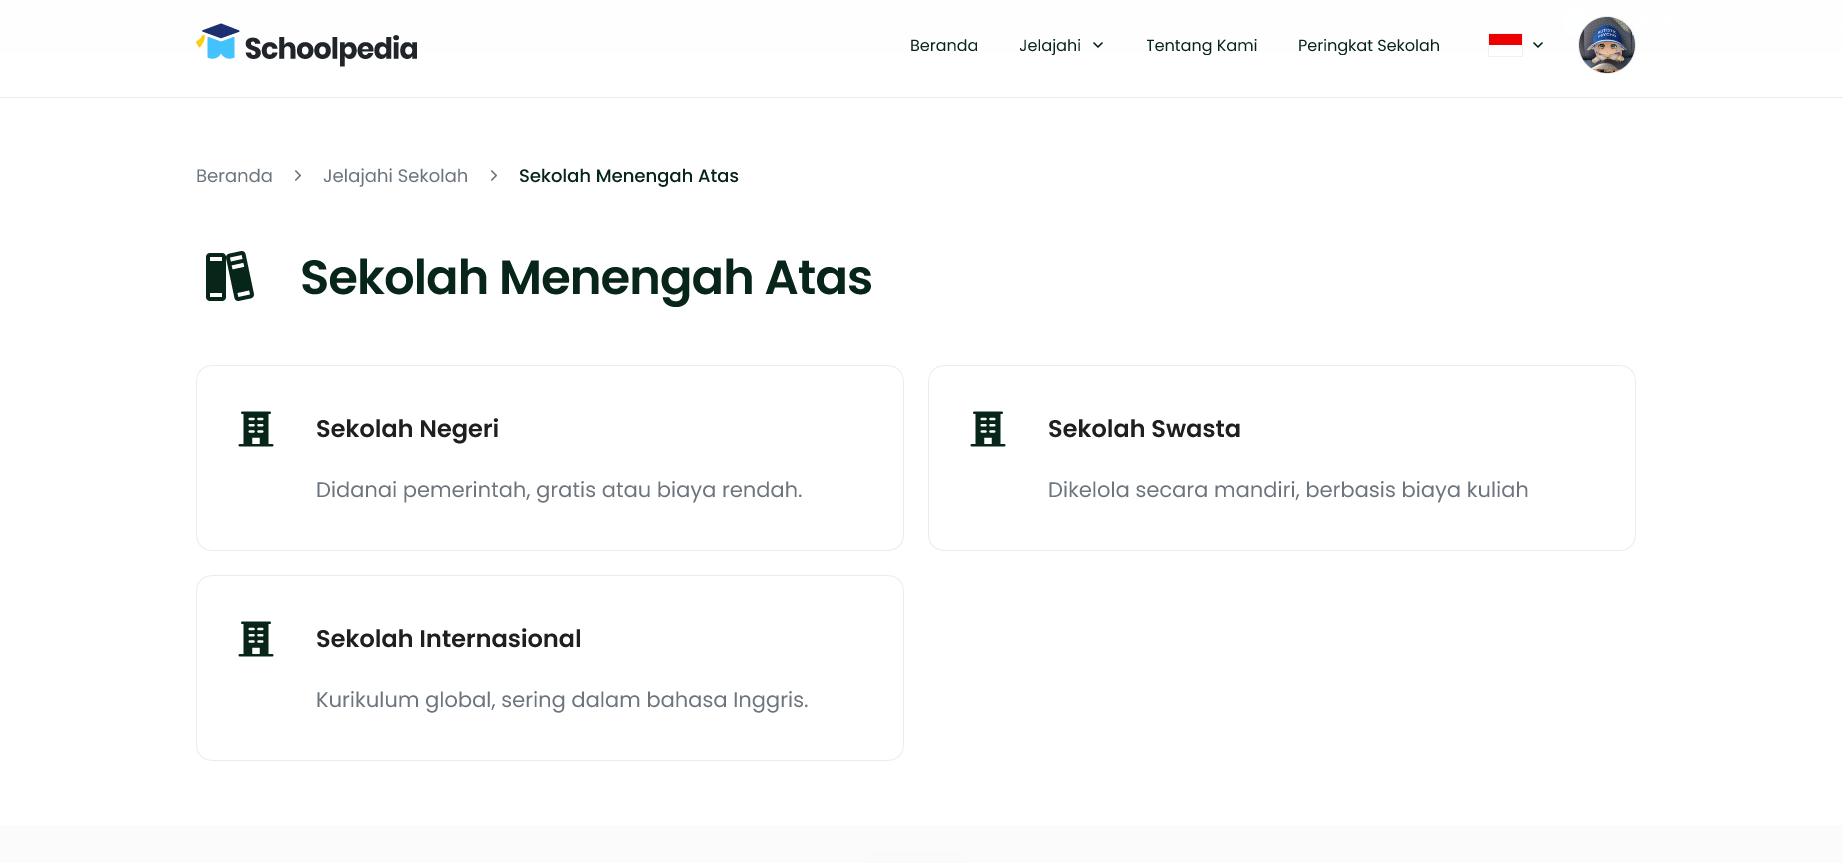 Schoolpedia
Beranda Jelajahi Tentang Kami Peringkat Sekolah
Beranda > Jelajahi Sekolah > Sekolah Menengah Atas
Sekolah Menengah Atas
Sekolah Negeri
Didanai pemerintah, gratis atau biaya rendah.
Sekolah Swasta
Dikelola secara mandiri, berbasis biaya kuliah
Sekolah Internasional
Kurikulum global, sering dalam bahasa Inggris.